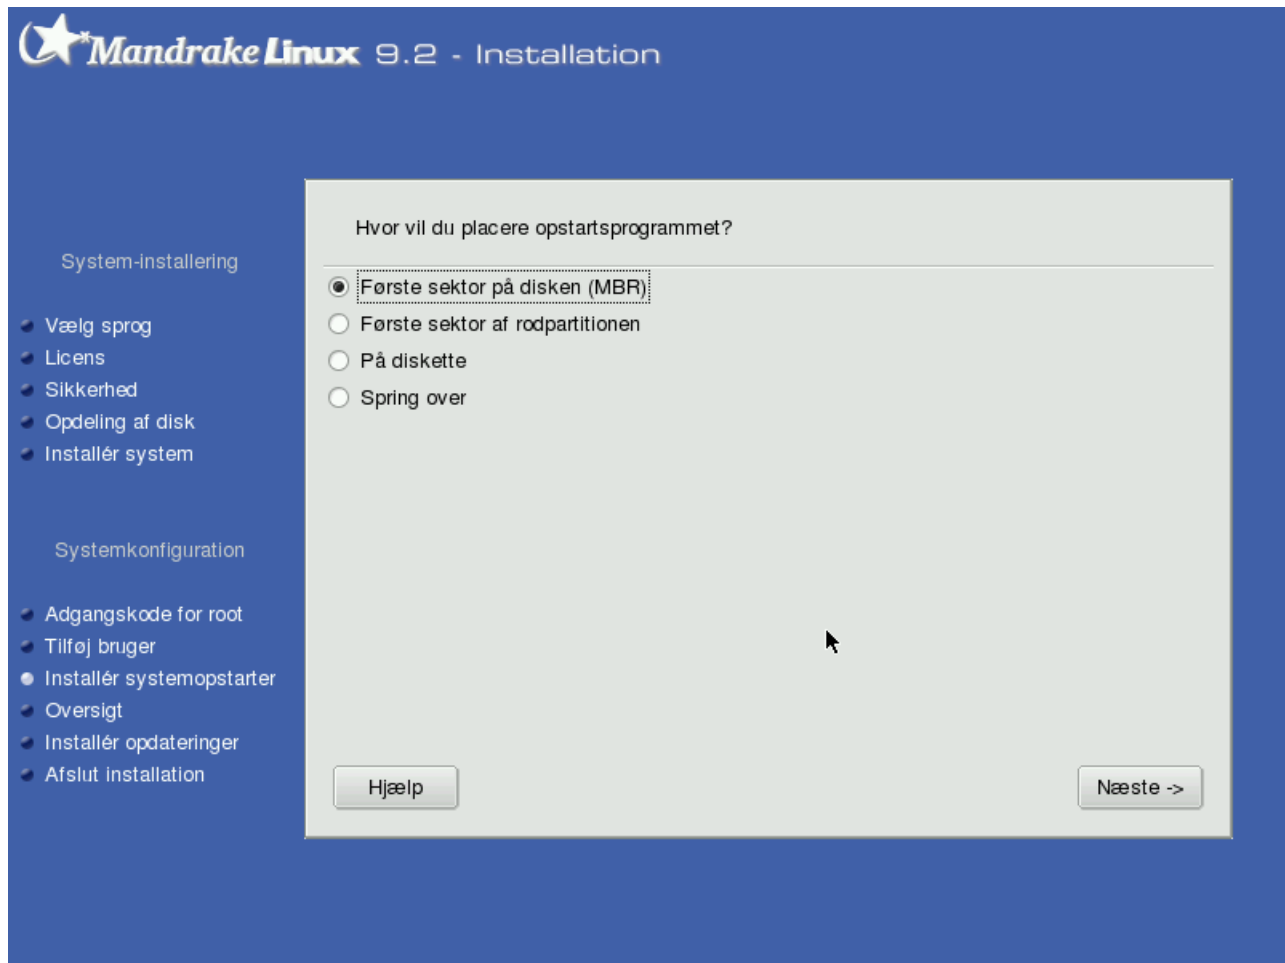 Mandrake Linux 9.2 - Installation
System-installering
Vælg sprog
Licens
Sikkerhed
Opdeling af disk
Installér system
Systemkonfiguration
Adgangskode for root
Tilføj bruger
Installér systemopstarter
Oversigt
Installér opdateringer
Afslut installation
Hvor vil du placere opstartsprogrammet?
Første sektor på disken (MBR)
Første sektor af rodpartitionen
På diskette
Spring over
Hjælp
Næste ->